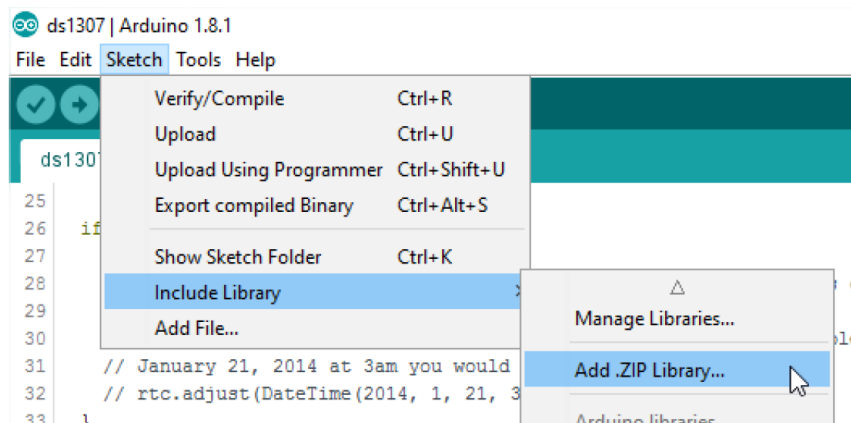 ds1307 | Arduino 1.8.1
File Edit Sketch Tools Help
Verify/Compile Ctrl+R
Upload Ctrl+U
Upload Using Programmer Ctrl+Shift+U
Export compiled Binary Ctrl+Alt+S
Show Sketch Folder Ctrl+K
Include Library
Add File...
Manage Libraries...
Add .ZIP Library...
Arduino libraries
ds130
25
26 if
27
28
29
30
31 // January 21, 2014 at 3am you would
32 // rtc.adjust(DateTime(2014, 1, 21, 3
33 }